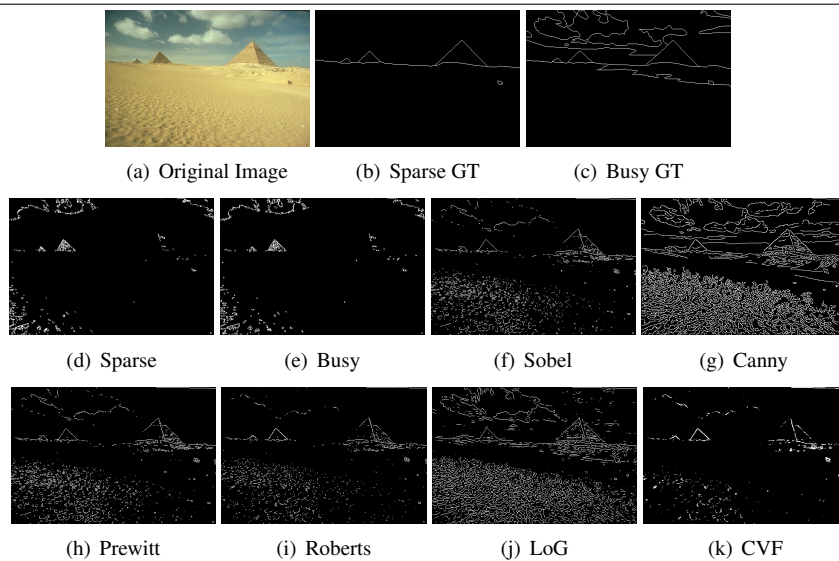 (a) Original Image (b) Sparse GT (c) Busy GT
(d) Sparse (e) Busy (f) Sobel (g) Canny
(h) Prewitt (i) Roberts (j) LoG (k) CVF